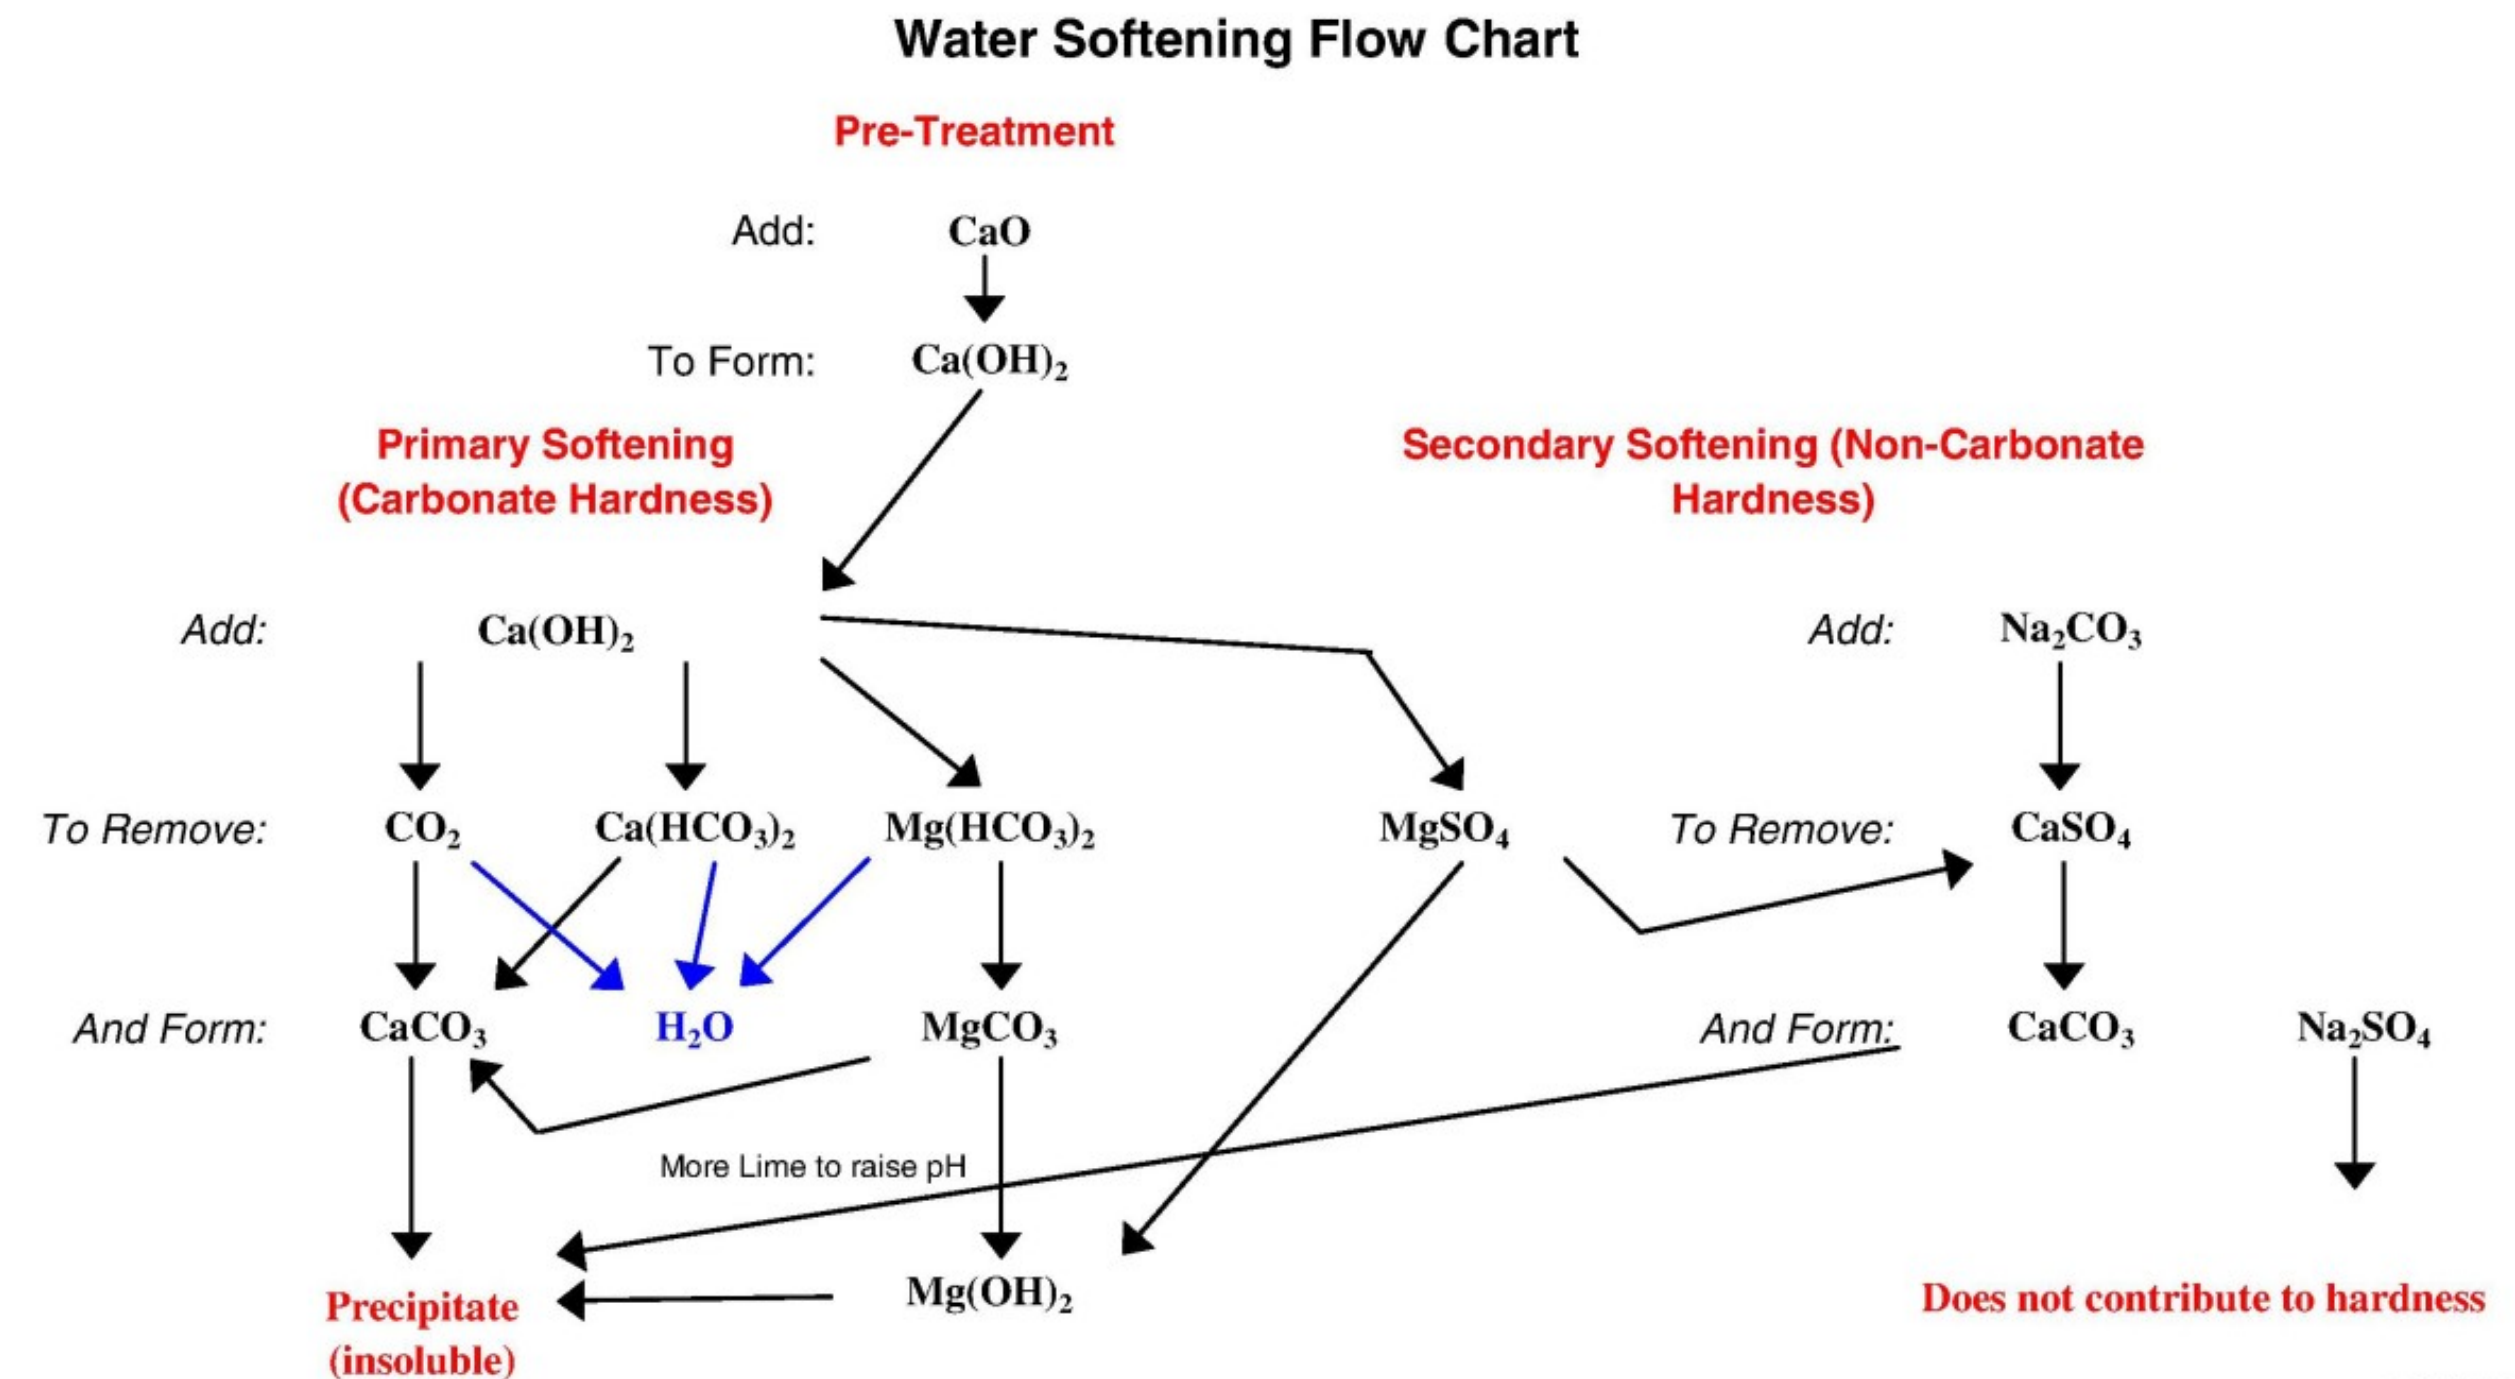 Water Softening Flow Chart
Pre-Treatment
Add: CaO
To Form: Ca(OH)₂
Primary Softening
(Carbonate Hardness)
Secondary Softening (Non-Carbonate
Hardness)
Add: Ca(OH)₂ Add: Na₂CO₃
To Remove: CO₂ Ca(HCO₃)₂ Mg(HCO₃)₂ MgSO₄ To Remove: CaSO₄
And Form: CaCO₃ H₂O MgCO₃ And Form: CaCO₃ Na₂SO₄
More Lime to raise pH
Precipitate
(insoluble)
Mg(OH)₂
Does not contribute to hardness